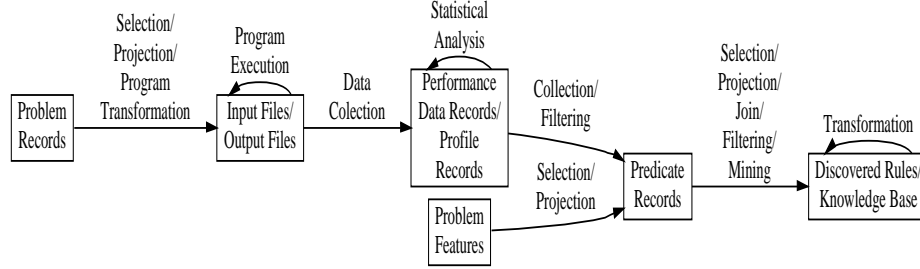 Selection/
Projection/
Program
Transformation
Problem
Records
Program
Execution
Input Files/
Output Files
Data
Colection
Statistical
Analysis
Performance
Data Records/
Profile
Records
Collection/
Filtering
Selection/
Projection
Problem
Features
Predicate
Records
Selection/
Projection/
Join/
Filtering/
Mining
Transformation
Discovered Rules/
Knowledge Base